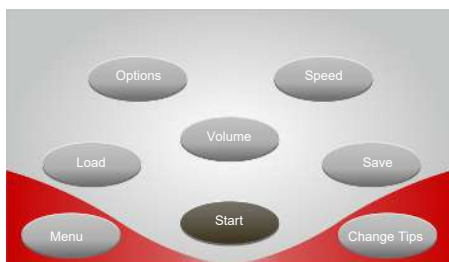 Options
Speed
Volume
Load
Save
Start
Menu
Change Tips